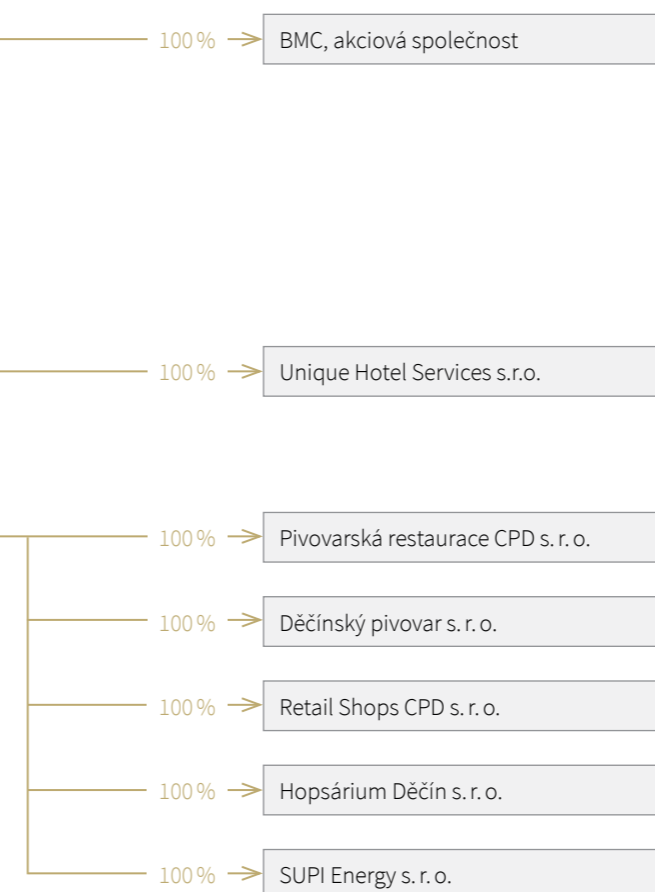 100 % BMC, akciová společnost
100 % Unique Hotel Services s.r.o.
100 % Pivovarská restaurace CPD s. r. o.
100 % Děčínský pivovar s. r. o.
100 % Retail Shops CPD s. r. o.
100 % Hopsárium Děčín s. r. o.
100 % SUPI Energy s. r. o.